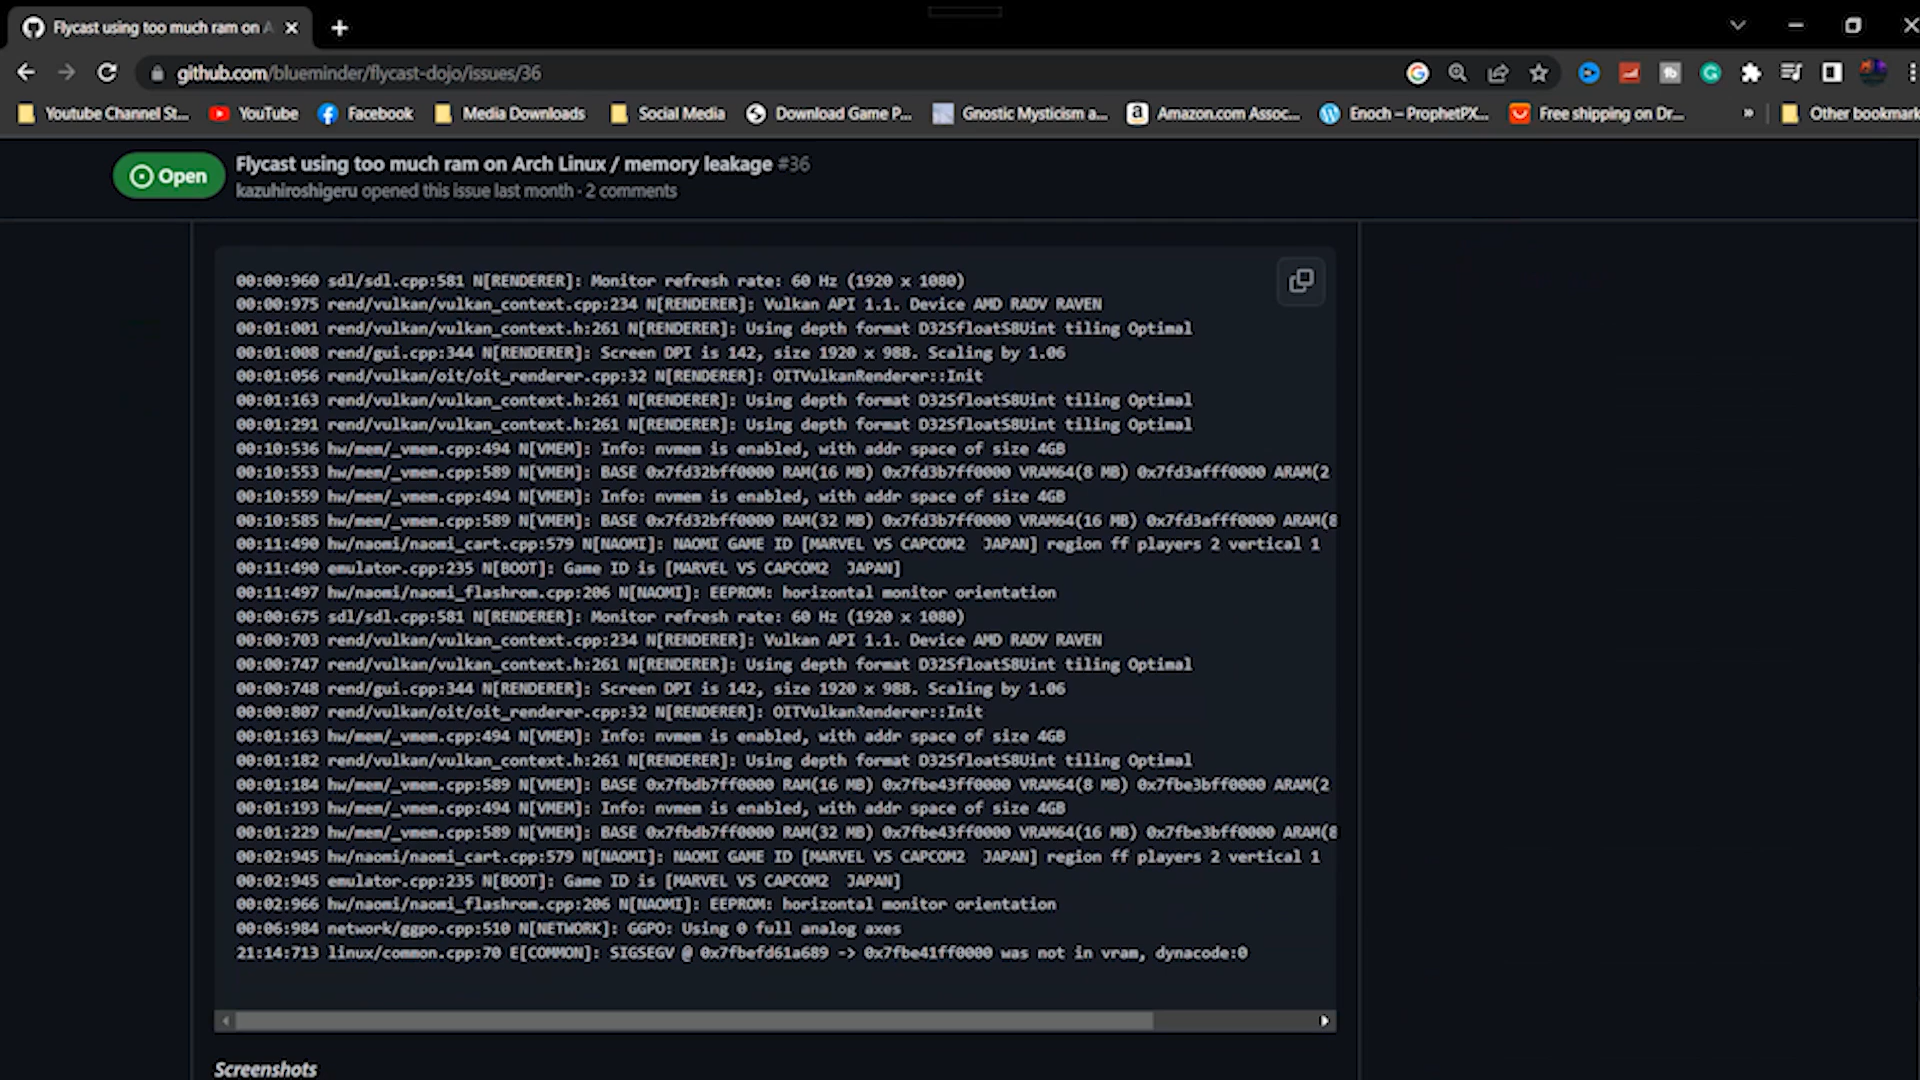 Flycast using too much ram on A
github.com/blueminder/flycast-dojo/issues/36
Youtube Channel St... YouTube Facebook Media Downloads Social Media Download Game P... Gnostic Mysticism a... Amazon.com Assoc... Enoch – ProphetPX... Free shipping on Dr... » Other bookmark
Open
Flycast using too much ram on Arch Linux / memory leakage #36
kazuhiroshigeru opened this issue last month · 2 comments
00:00:960 sdl/sdl.cpp:581 N[RENDERER]: Monitor refresh rate: 60 Hz (1920 x 1080)
00:00:975 rend/vulkan/vulkan_context.cpp:234 N[RENDERER]: Vulkan API 1.1. Device AMD RADV RAVEN
00:01:001 rend/vulkan/vulkan_context.h:261 N[RENDERER]: Using depth format D32SfloatS8Uint tiling Optimal
00:01:008 rend/gui.cpp:344 N[RENDERER]: Screen DPI is 142, size 1920 x 988. Scaling by 1.06
00:01:056 rend/vulkan/oit/oit_renderer.cpp:32 N[RENDERER]: OITVulkanRenderer::Init
00:01:163 rend/vulkan/vulkan_context.h:261 N[RENDERER]: Using depth format D32SfloatS8Uint tiling Optimal
00:01:291 rend/vulkan/vulkan_context.h:261 N[RENDERER]: Using depth format D32SfloatS8Uint tiling Optimal
00:10:536 hw/mem/_vmem.cpp:494 N[VMEM]: Info: nvmem is enabled, with addr space of size 4GB
00:10:553 hw/mem/_vmem.cpp:589 N[VMEM]: BASE 0x7fd32bff0000 RAM(16 MB) 0x7fd3b7ff0000 VRAM64(8 MB) 0x7fd3afff0000 ARAM(2
00:10:559 hw/mem/_vmem.cpp:494 N[VMEM]: Info: nvmem is enabled, with addr space of size 4GB
00:10:585 hw/mem/_vmem.cpp:589 N[VMEM]: BASE 0x7fd32bff0000 RAM(32 MB) 0x7fd3b7ff0000 VRAM64(16 MB) 0x7fd3afff0000 ARAM(8
00:11:490 hw/naomi/naomi_cart.cpp:579 N[NAOMI]: NAOMI GAME ID [MARVEL VS CAPCOM2  JAPAN] region ff players 2 vertical 1
00:11:490 emulator.cpp:235 N[BOOT]: Game ID is [MARVEL VS CAPCOM2  JAPAN]
00:11:497 hw/naomi/naomi_flashrom.cpp:206 N[NAOMI]: EEPROM: horizontal monitor orientation
00:00:675 sdl/sdl.cpp:581 N[RENDERER]: Monitor refresh rate: 60 Hz (1920 x 1080)
00:00:703 rend/vulkan/vulkan_context.cpp:234 N[RENDERER]: Vulkan API 1.1. Device AMD RADV RAVEN
00:00:747 rend/vulkan/vulkan_context.h:261 N[RENDERER]: Using depth format D32SfloatS8Uint tiling Optimal
00:00:748 rend/gui.cpp:344 N[RENDERER]: Screen DPI is 142, size 1920 x 988. Scaling by 1.06
00:00:807 rend/vulkan/oit/oit_renderer.cpp:32 N[RENDERER]: OITVulkanRenderer::Init
00:01:163 hw/mem/_vmem.cpp:494 N[VMEM]: Info: nvmem is enabled, with addr space of size 4GB
00:01:182 rend/vulkan/vulkan_context.h:261 N[RENDERER]: Using depth format D32SfloatS8Uint tiling Optimal
00:01:184 hw/mem/_vmem.cpp:589 N[VMEM]: BASE 0x7fbdb7ff0000 RAM(16 MB) 0x7fbe43ff0000 VRAM64(8 MB) 0x7fbe3bff0000 ARAM(2
00:01:193 hw/mem/_vmem.cpp:494 N[VMEM]: Info: nvmem is enabled, with addr space of size 4GB
00:01:229 hw/mem/_vmem.cpp:589 N[VMEM]: BASE 0x7fbdb7ff0000 RAM(32 MB) 0x7fbe43ff0000 VRAM64(16 MB) 0x7fbe3bff0000 ARAM(8
00:02:945 hw/naomi/naomi_cart.cpp:579 N[NAOMI]: NAOMI GAME ID [MARVEL VS CAPCOM2  JAPAN] region ff players 2 vertical 1
00:02:945 emulator.cpp:235 N[BOOT]: Game ID is [MARVEL VS CAPCOM2  JAPAN]
00:02:966 hw/naomi/naomi_flashrom.cpp:206 N[NAOMI]: EEPROM: horizontal monitor orientation
00:06:984 network/ggpo.cpp:510 N[NETWORK]: GGPO: Using 0 full analog axes
21:14:713 linux/common.cpp:70 E[COMMON]: SIGSEGV @ 0x7fbefd61a689 -> 0x7fbe41ff0000 was not in vram, dynacode:0
Screenshots